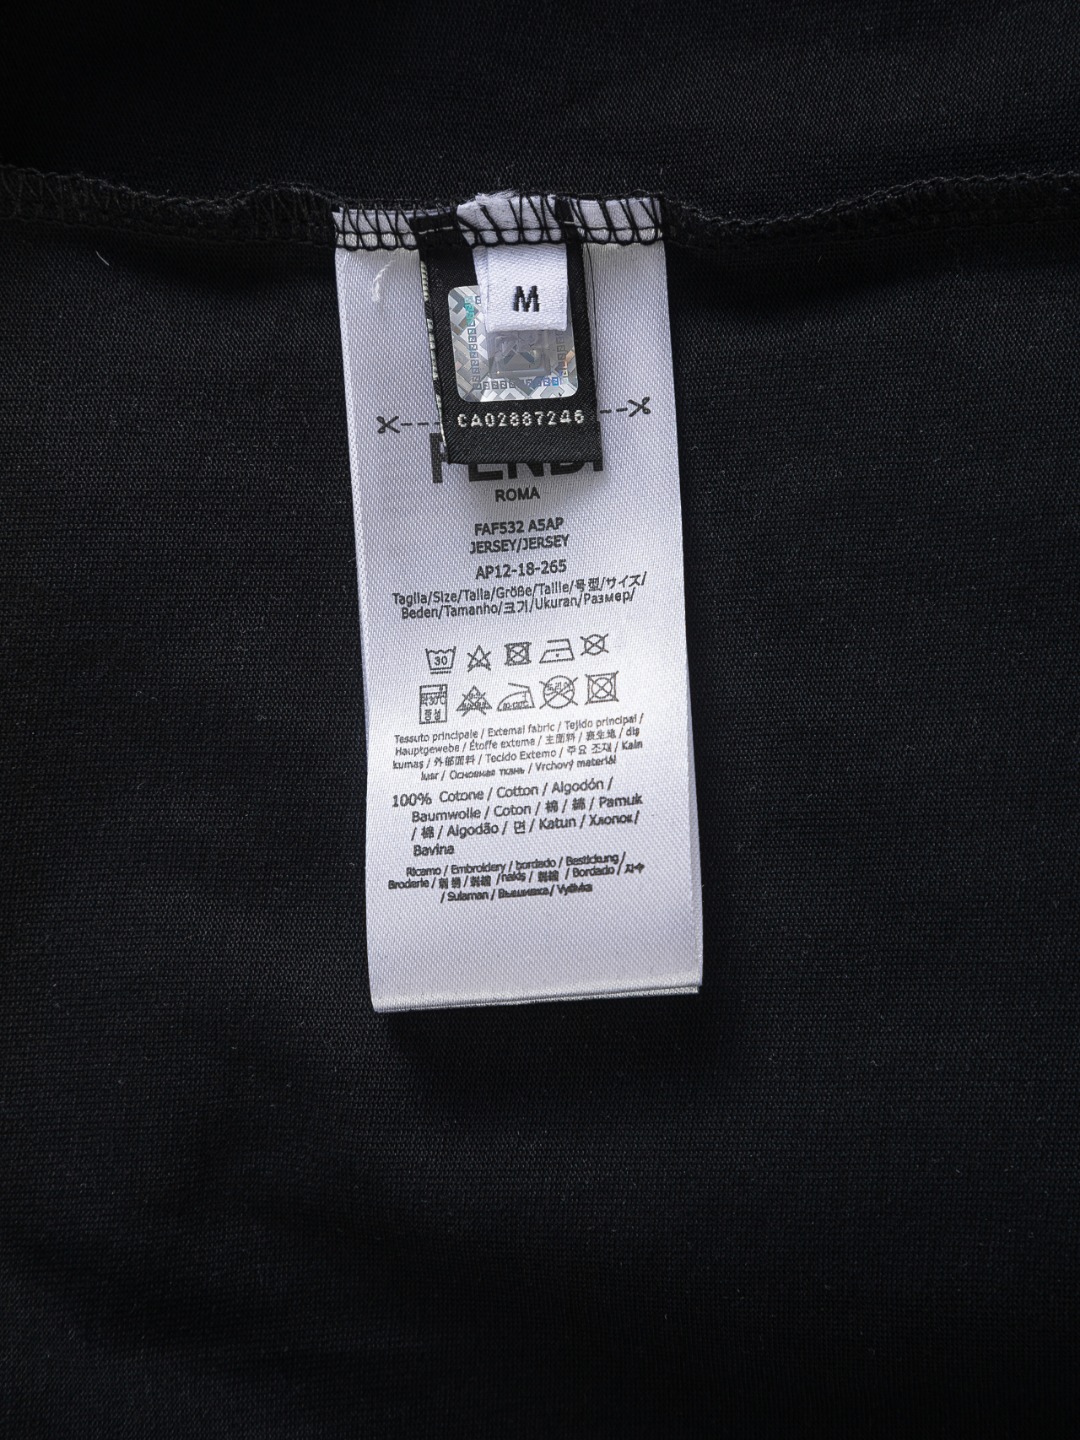 M
CA02887246
FENDI
ROMA
FAF532 A5AP
JERSEY/JERSEY
AP12-18-265
Taglia/Size/Talla/Größe/Taille/号型/サイズ/
Beden/Tamanho/크기/Ukuran/Размер/
30
중성
Tessuto principale / External fabric / Tejido principal /
Hauptgewebe / Étoffe externe / 主面料 / 表生地 / dış
kumaş / 外部面料 / Tecido Externo / 주요 조재 / Kain
luar / Основная ткань / Vrchový materiál
100% Cotone / Cotton / Algodón /
Baumwolle / Coton / 棉 / 綿 / Pamuk
/ 棉 / Algodão / 면 / Katun / Хлопок /
Bavlna
Ricamo / Embroidery / bordado / Bestickung /
Broderie / 刺绣 / 刺繍 / nakış / 刺繡 / Bordado / 자수
/ Sulaman / Вышивка / Výšivka